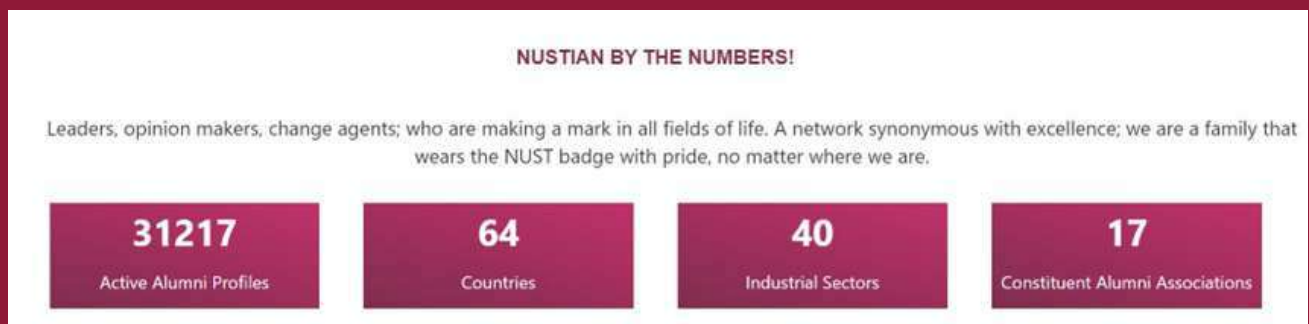 NUSTIAN BY THE NUMBERS!
Leaders, opinion makers, change agents; who are making a mark in all fields of life. A network synonymous with excellence; we are a family that
wears the NUST badge with pride, no matter where we are.
31217
Active Alumni Profiles
64
Countries
40
Industrial Sectors
17
Constituent Alumni Associations